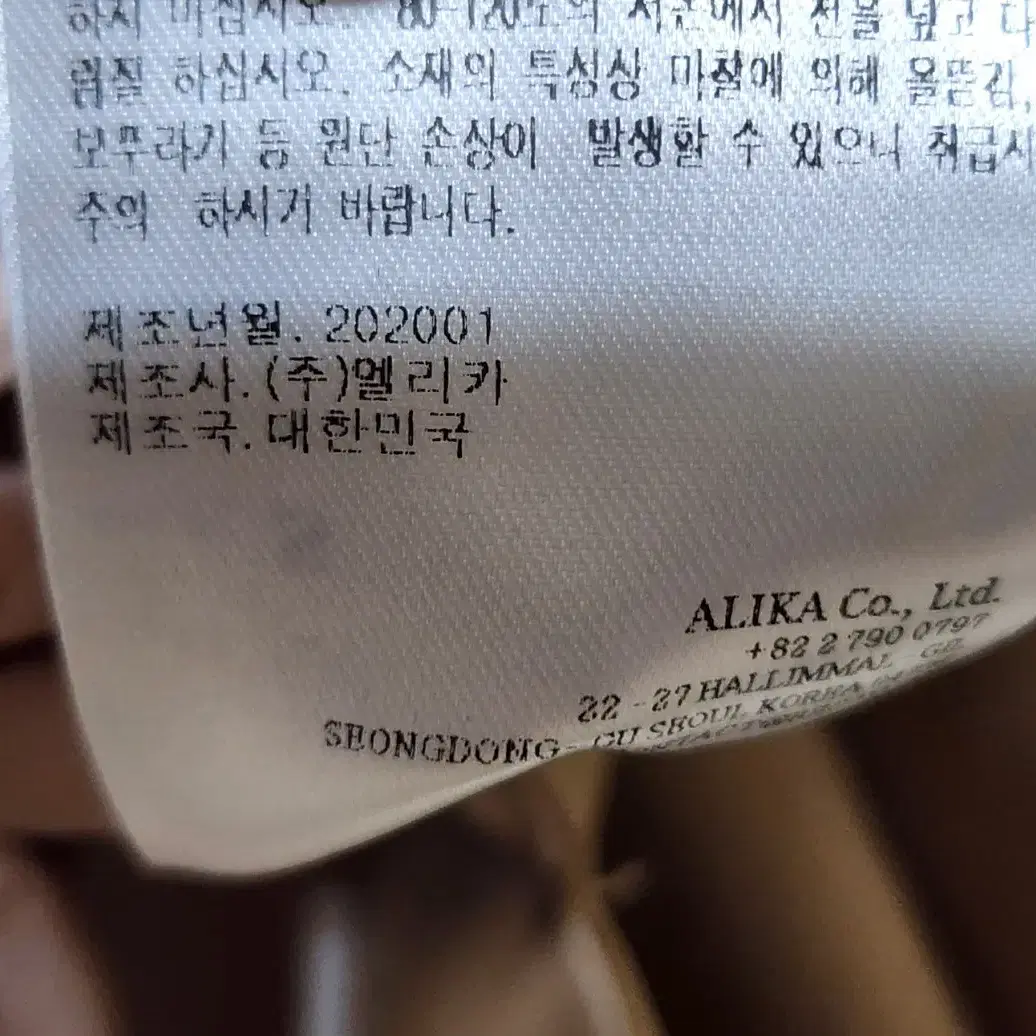 하지 마십시오. 80-120도의 저온에서 천을 덮고 다
림질 하십시오. 소재의 특성상 마찰에 의해 올뜯김,
보푸라기 등 원단 손상이 발생할 수 있으니 취급시
주의 하시기 바랍니다.
제조년월. 202001
제조사. (주)엘리카
제조국. 대한민국
ALIKA Co., Ltd.
+82 2 790 0797
22 - 27 HALLIMMAL - GIL
SEONGDONG - GU SEOUL KOREA